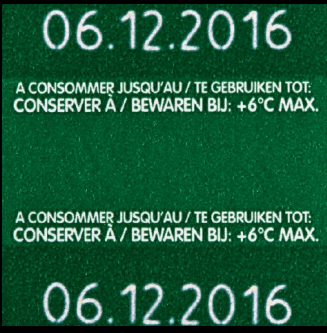 06.12.2016
A CONSOMMER JUSQU'AU / TE GEBRUIKEN TOT:
CONSERVER À / BEWAREN BIJ: +6°C MAX.
A CONSOMMER JUSQU'AU / TE GEBRUIKEN TOT:
CONSERVER À / BEWAREN BIJ: +6°C MAX.
06.12.2016